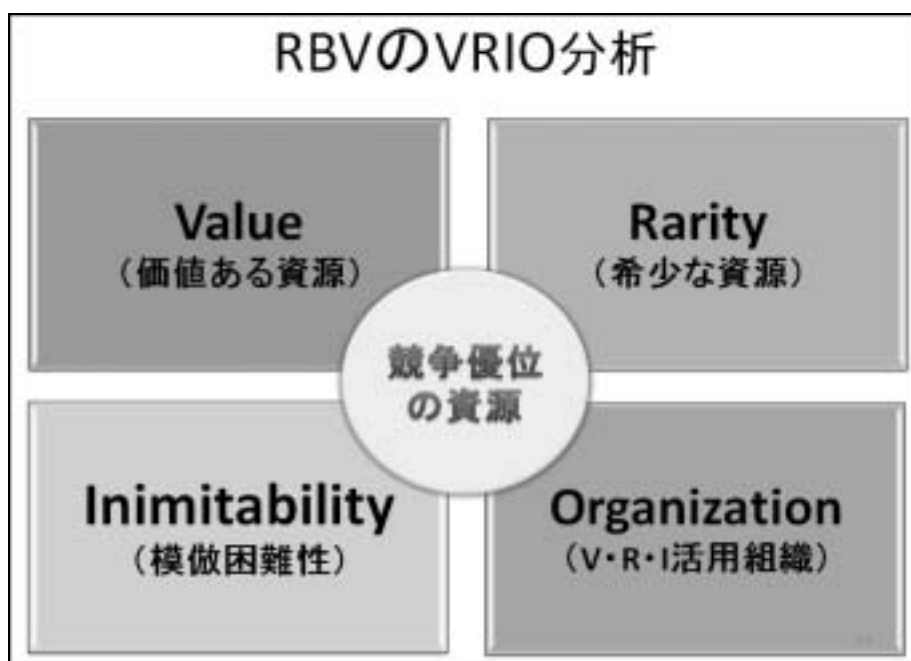 RBVのVRIO分析
Value
（価値ある資源）
Rarity
（希少な資源）
競争優位
の資源
Inimitability
（模倣困難性）
Organization
（V・R・I活用組織）